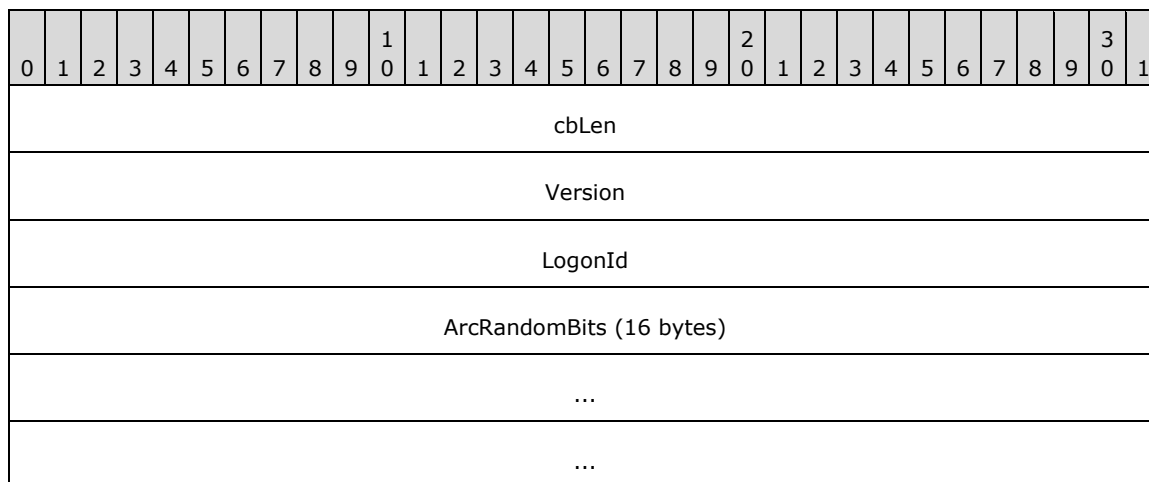 1 2 3
0 1 2 3 4 5 6 7 8 9 0 1 2 3 4 5 6 7 8 9 0 1 2 3 4 5 6 7 8 9 0 1
cbLen
Version
LogonId
ArcRandomBits (16 bytes)
...
...